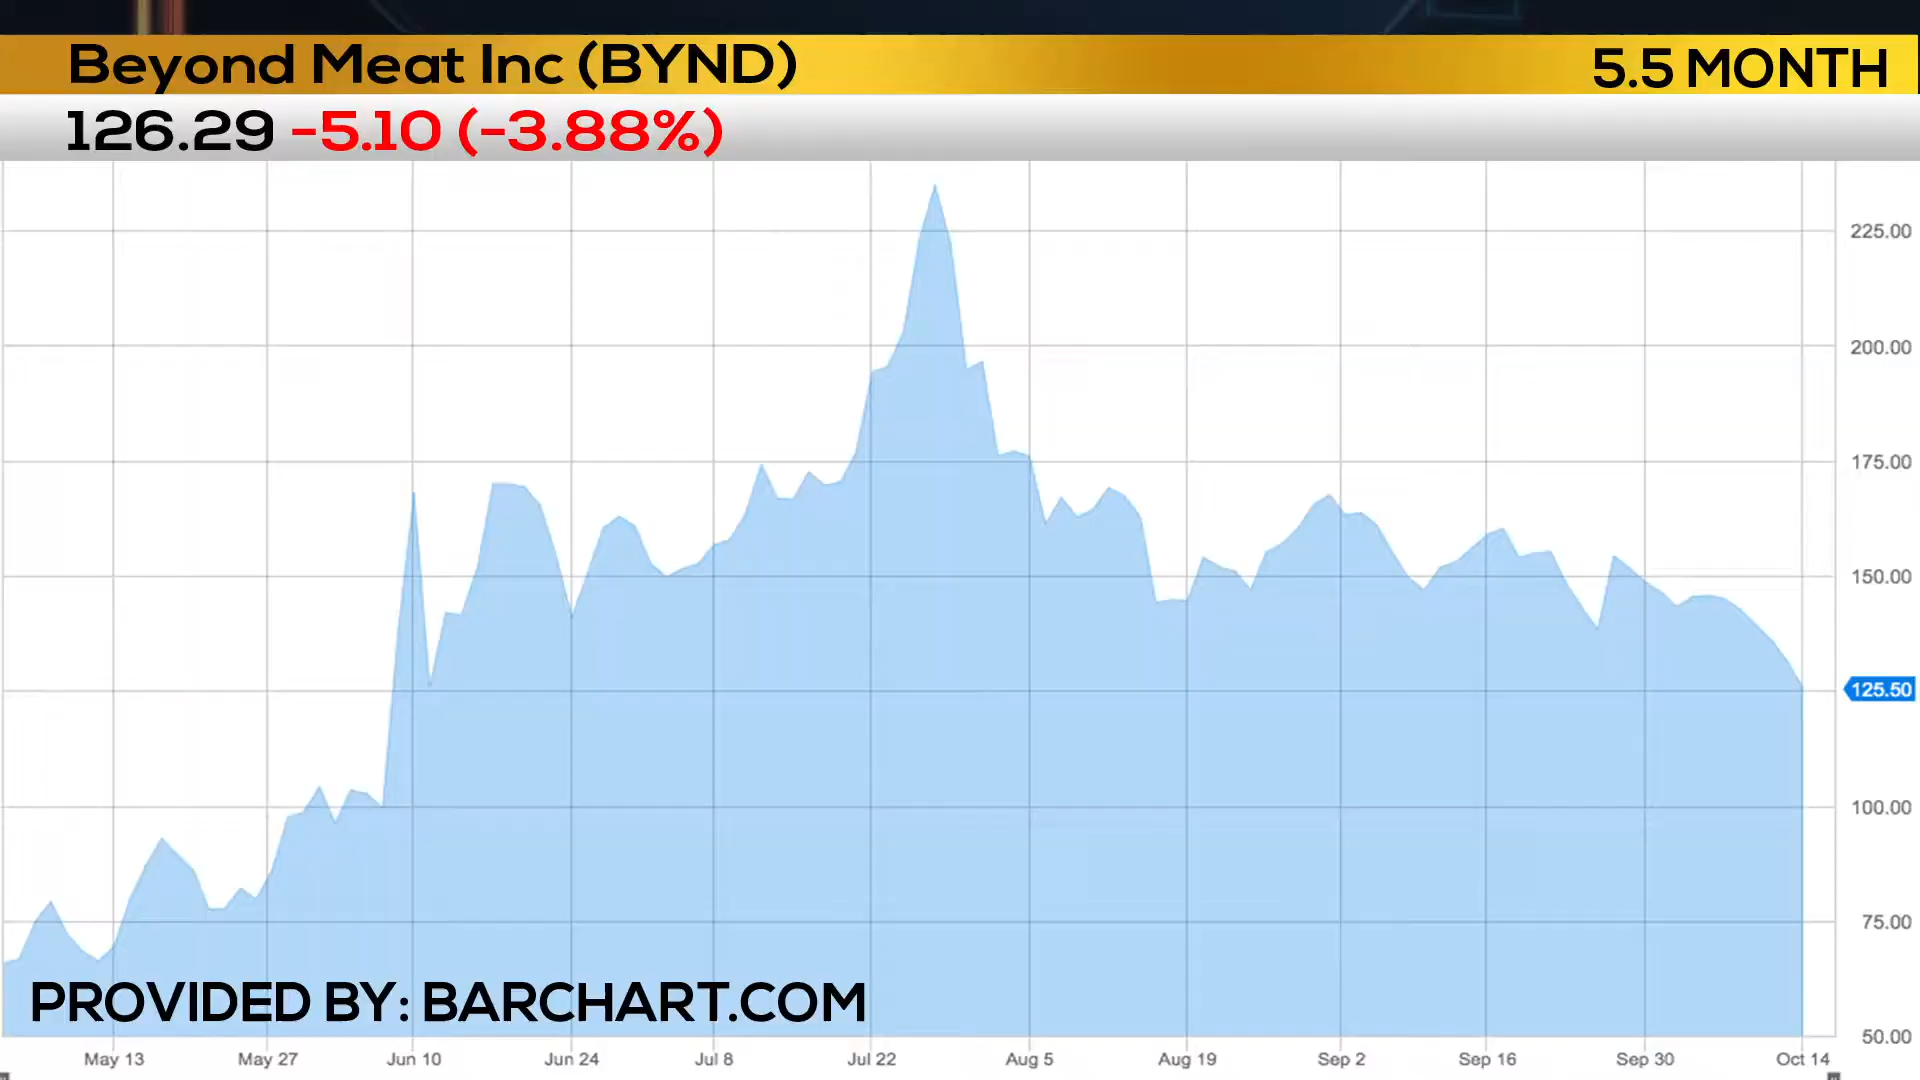 Beyond Meat Inc (BYND)
5.5 MONTH
126.29 -5.10 (-3.88%)
225.00
200.00
175.00
150.00
125.50
100.00
75.00
50.00
PROVIDED BY: BARCHART.COM
May 13 May 27 Jun 10 Jun 24 Jul 8 Jul 22 Aug 5 Aug 19 Sep 2 Sep 16 Sep 30 Oct 14